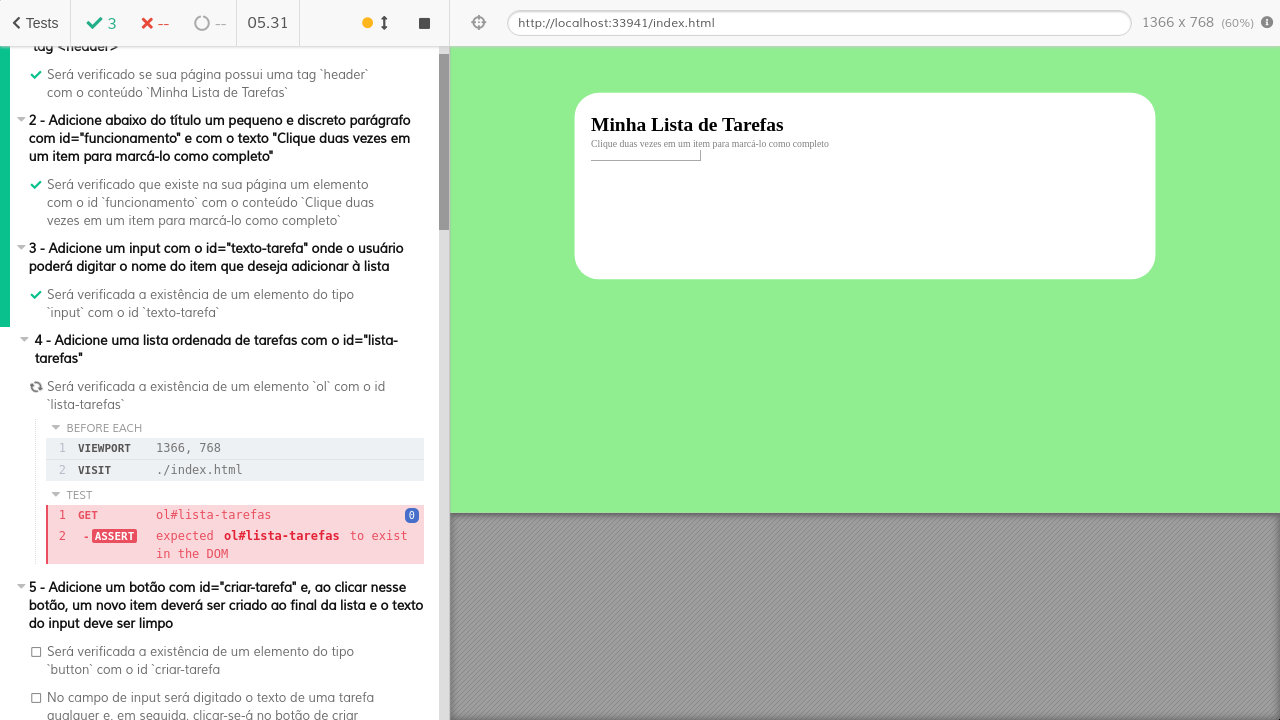 Tests
3
--
--
05.31
tag <header>
Será verificado se sua página possui uma tag `header`
com o conteúdo `Minha Lista de Tarefas`
2 - Adicione abaixo do título um pequeno e discreto parágrafo
com id="funcionamento" e com o texto "Clique duas vezes em
um item para marcá-lo como completo"
Será verificado que existe na sua página um elemento
com o id `funcionamento` com o conteúdo `Clique duas
vezes em um item para marcá-lo como completo`
3 - Adicione um input com o id="texto-tarefa" onde o usuário
poderá digitar o nome do item que deseja adicionar à lista
Será verificada a existência de um elemento do tipo
`input` com o id `texto-tarefa`
4 - Adicione uma lista ordenada de tarefas com o id="lista-
tarefas"
Será verificada a existência de um elemento `ol` com o id
`lista-tarefas`
BEFORE EACH
1 VIEWPORT 1366, 768
2 VISIT ./index.html
TEST
1 GET ol#lista-tarefas 0
2 -ASSERT expected ol#lista-tarefas to exist
in the DOM
5 - Adicione um botão com id="criar-tarefa" e, ao clicar nesse
botão, um novo item deverá ser criado ao final da lista e o texto
do input deve ser limpo
Será verificada a existência de um elemento do tipo
`button` com o id `criar-tarefa
No campo de input será digitado o texto de uma tarefa
qualquer e, em seguida, clicar-se-á no botão de criar
http://localhost:33941/index.html
1366 x 768 (60%)
Minha Lista de Tarefas
Clique duas vezes em um item para marcá-lo como completo